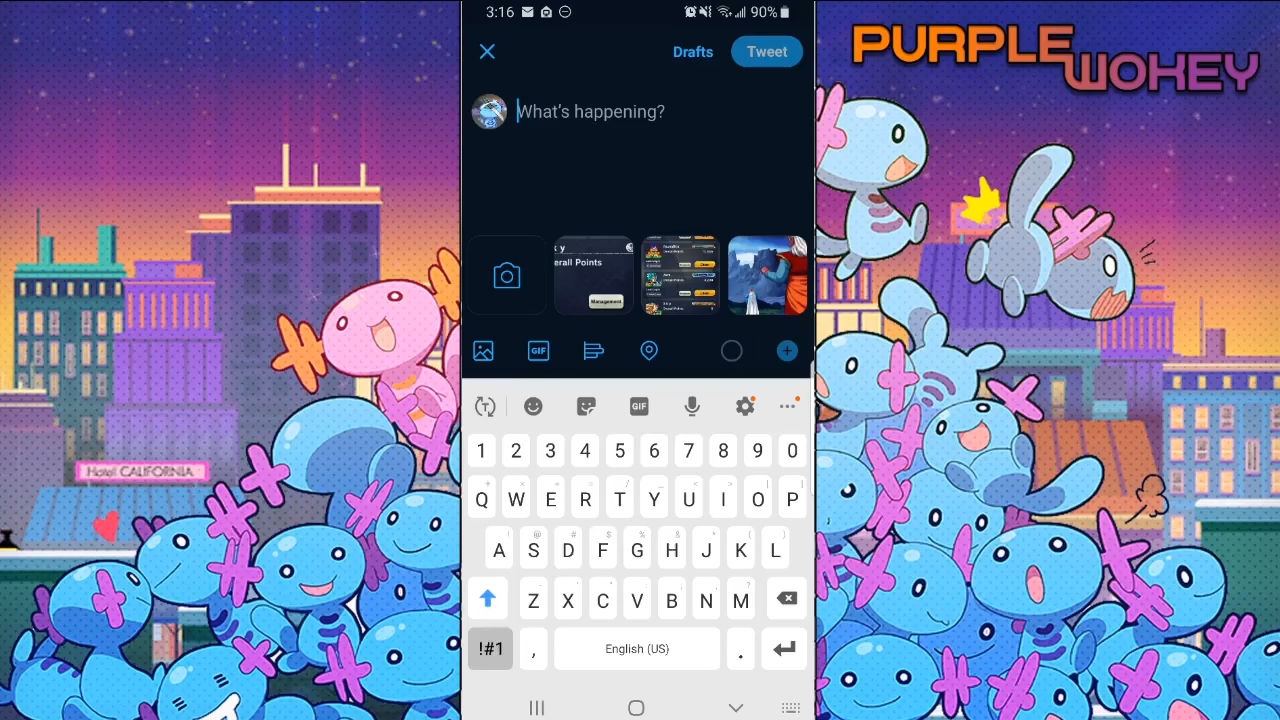 3:16
90%
PURPLE
WOKEY
Drafts
Tweet
What's happening?
erall Points
Management
GIF
Hotel CALIFORNIA
GIF
1 2 3 4 5 6 7 8 9 0
Q W E R T Y U I O P
A S D F G H J K L
Z X C V B N M
!#1 , English (US) .